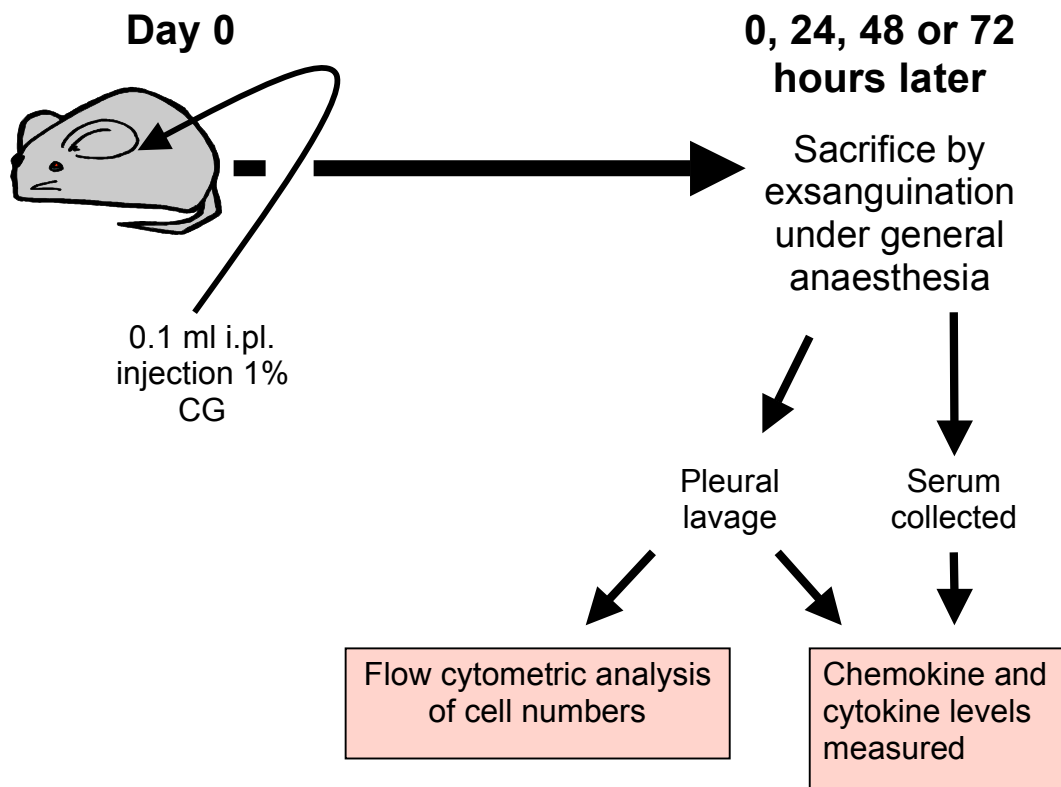 Day 0
0, 24, 48 or 72
hours later
Sacrifice by
exsanguination
under general
anaesthesia
0.1 ml i.pl.
injection 1%
CG
Pleural
lavage
Serum
collected
Flow cytometric analysis
of cell numbers
Chemokine and
cytokine levels
measured